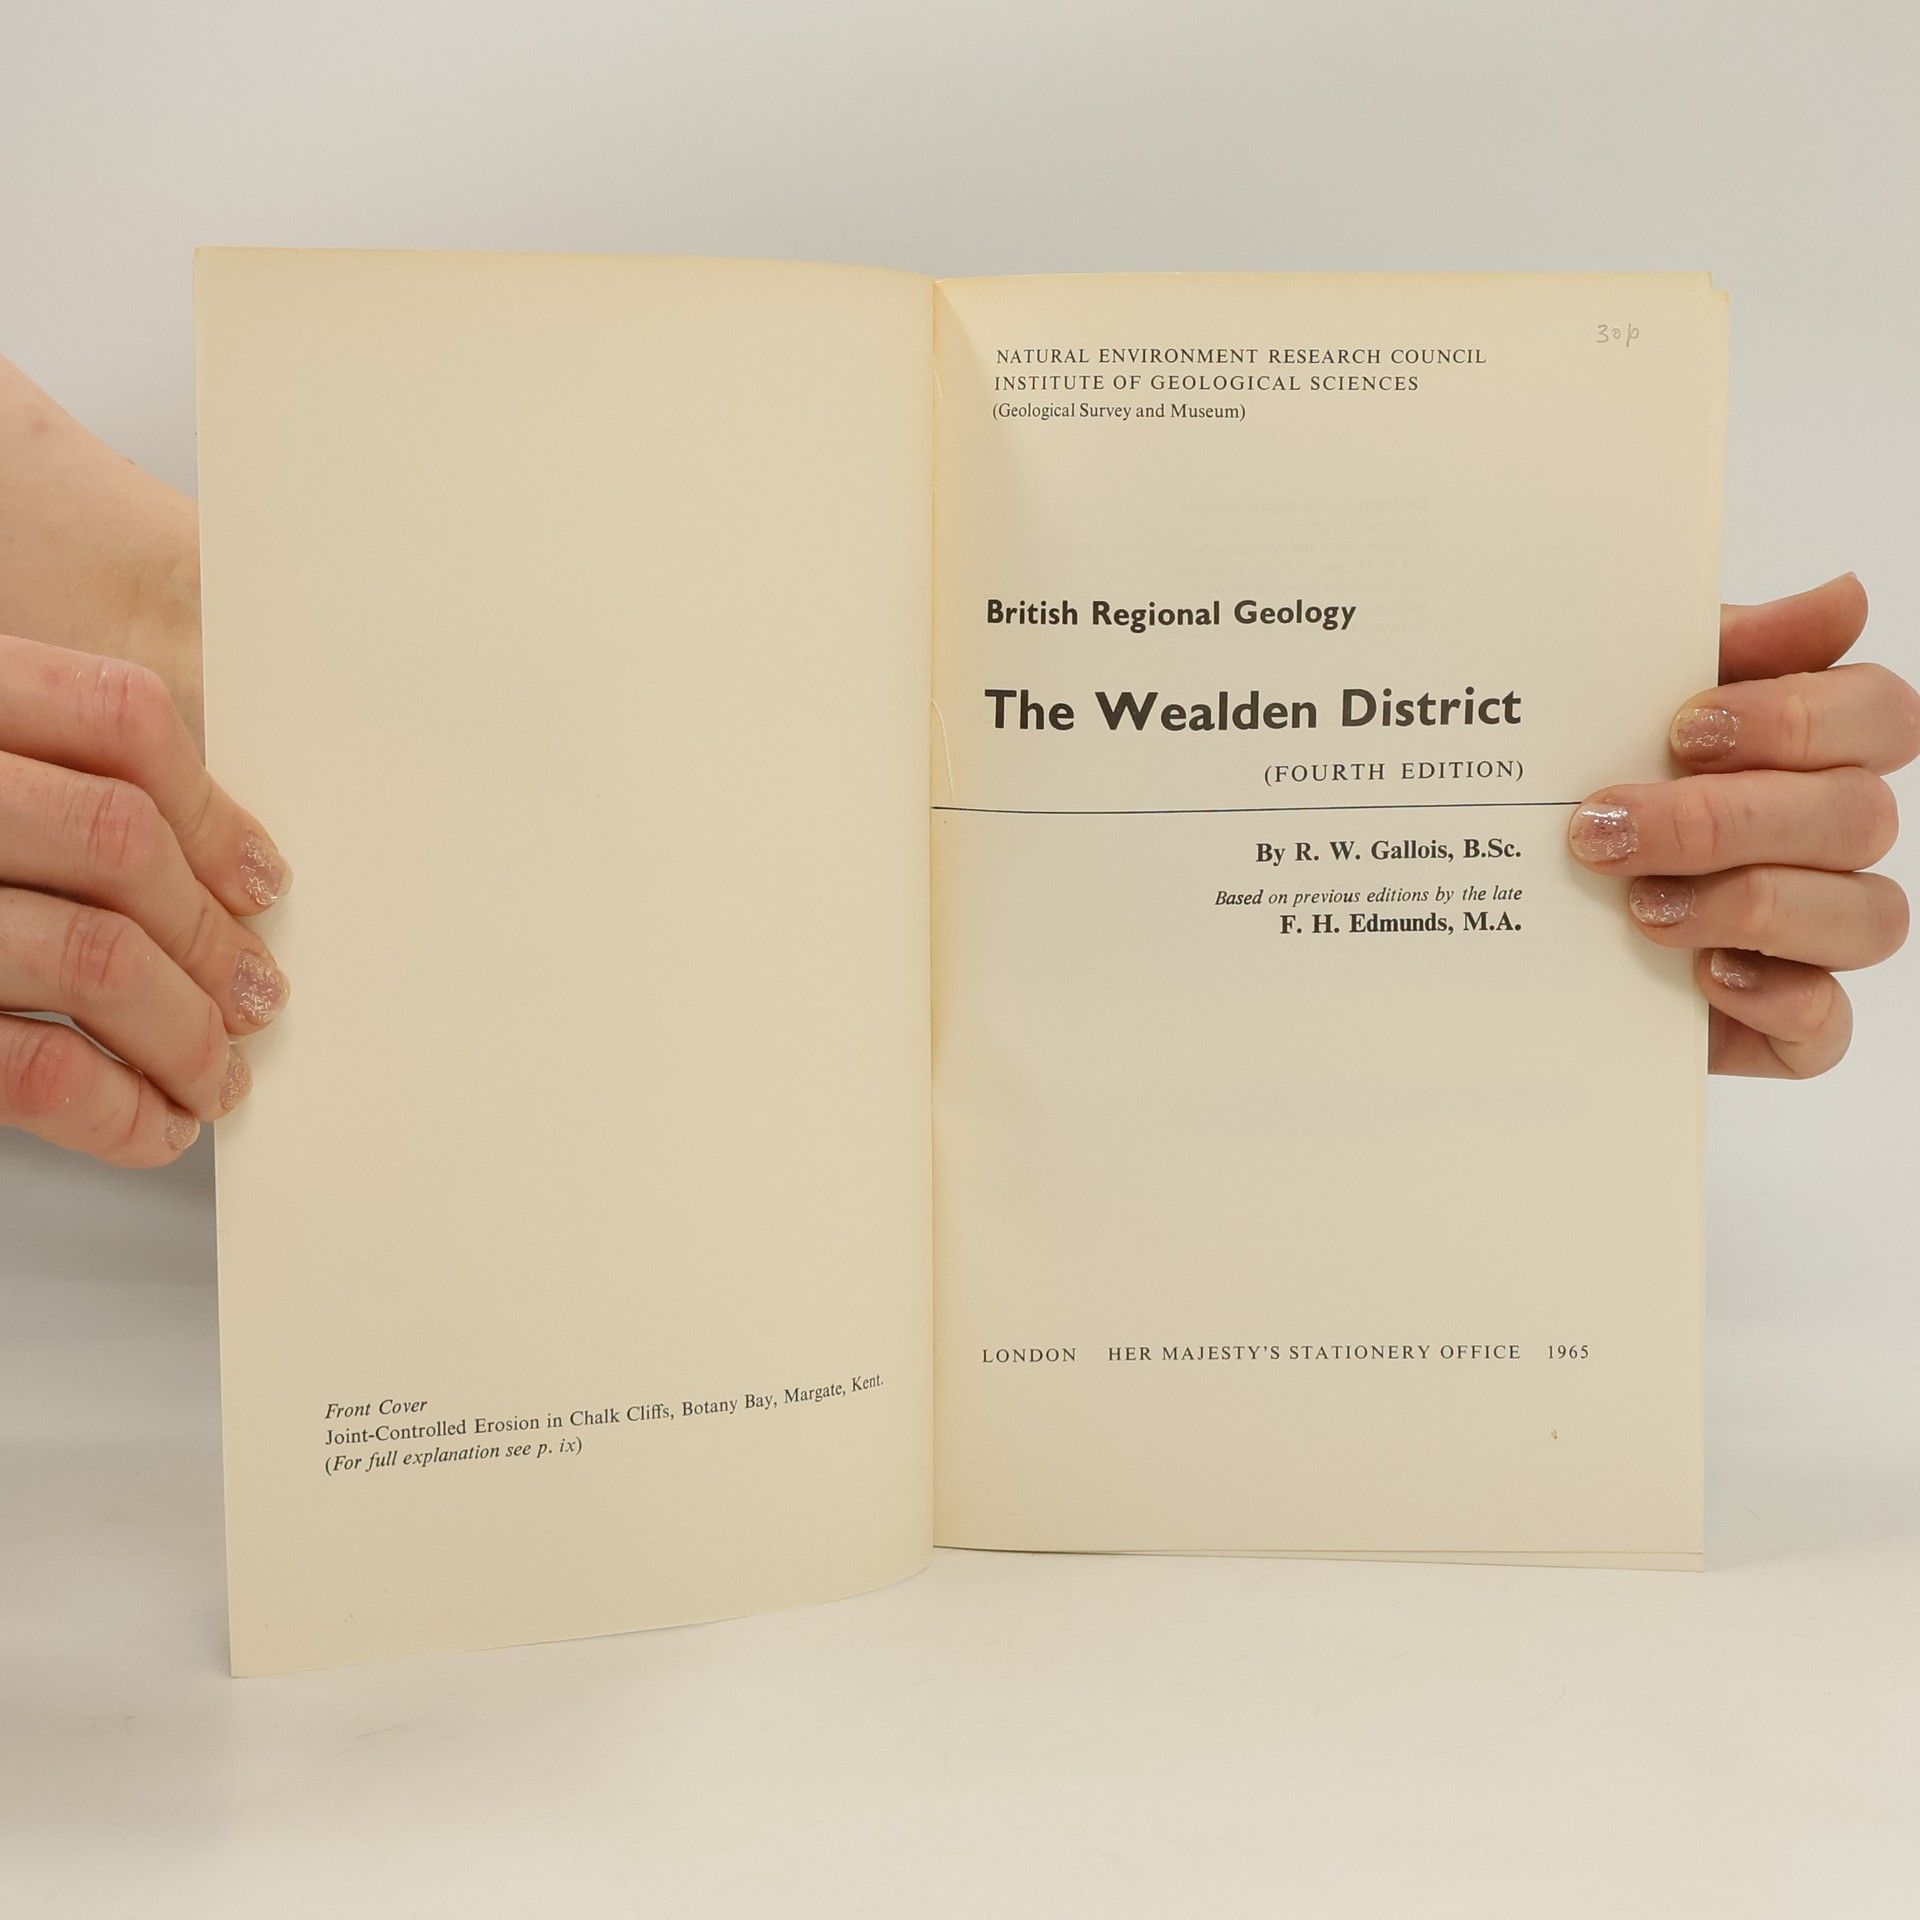 Front Cover
Joint-Controlled Erosion in Chalk Cliffs, Botany Bay, Margate, Kent.
(For full explanation see p. ix)
30p
NATURAL ENVIRONMENT RESEARCH COUNCIL
INSTITUTE OF GEOLOGICAL SCIENCES
(Geological Survey and Museum)
British Regional Geology
The Wealden District
(FOURTH EDITION)
By R. W. Gallois, B.Sc.
Based on previous editions by the late
F. H. Edmunds, M.A.
LONDON HER MAJESTY'S STATIONERY OFFICE 1965